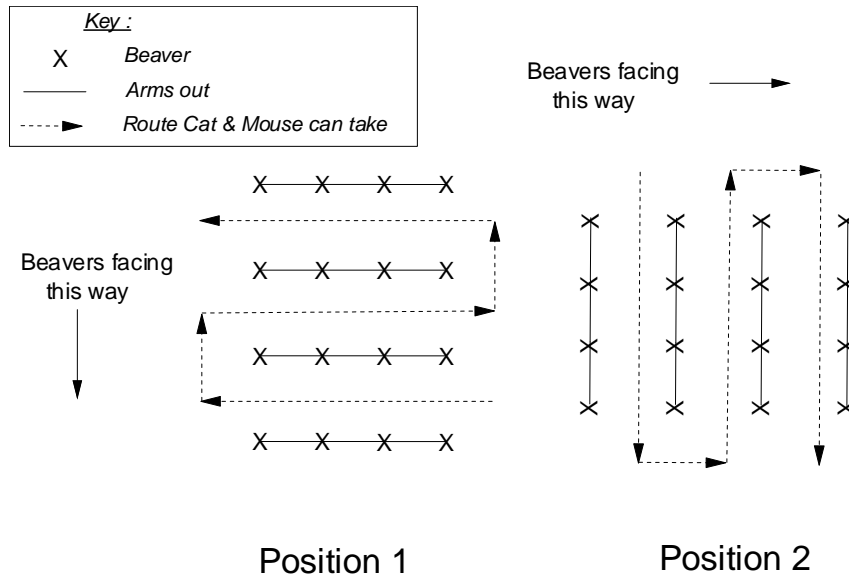 Key :
X Beaver
Arms out
Route Cat & Mouse can take
Beavers facing
this way
X X X X
X X X X
Beavers facing
this way
X X X X
X X X X
X X X X
X X X X
X X X X
X X X X
Position 1
Position 2